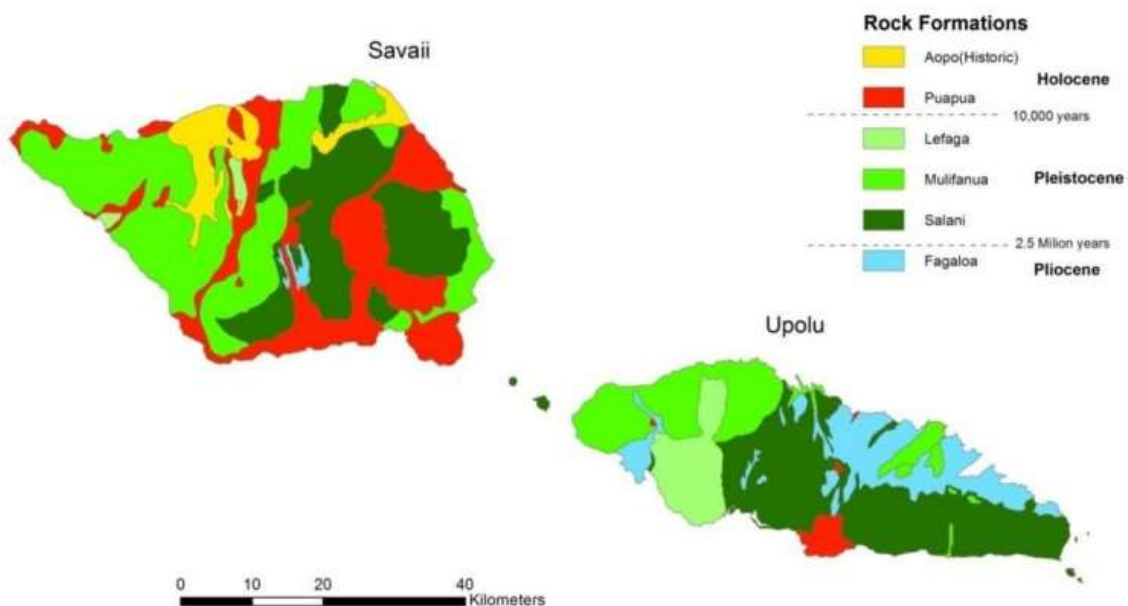 Savaii
Rock Formations
Aopo(Historic)
Holocene
Puapua
10,000 years
Lefaga
Mulifanua
Pleistocene
Salani
2.5 Milion years
Fagaloa
Pliocene
Upolu
0 10 20 40
Kilometers